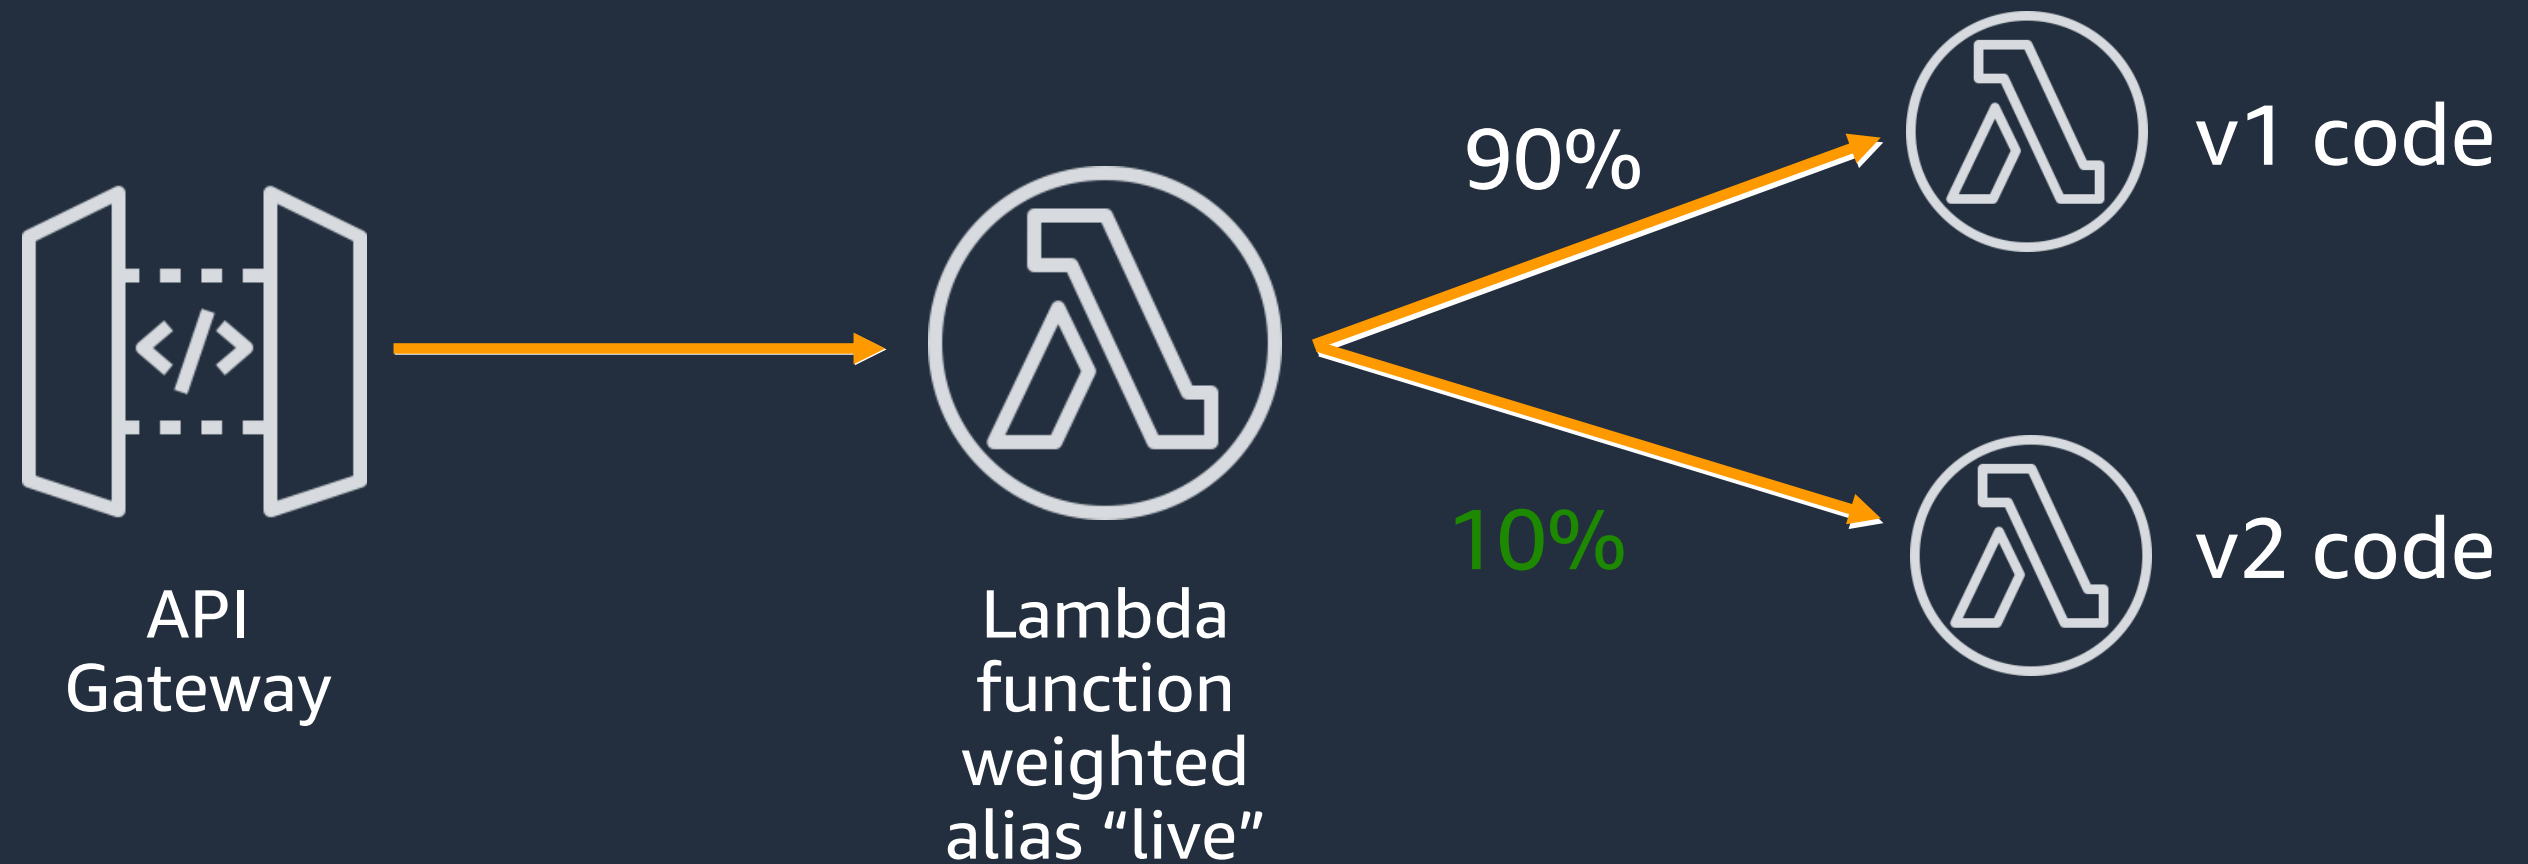 API
Gateway
</>
Lambda
function
weighted
alias “live”
90%
10%
v1 code
v2 code